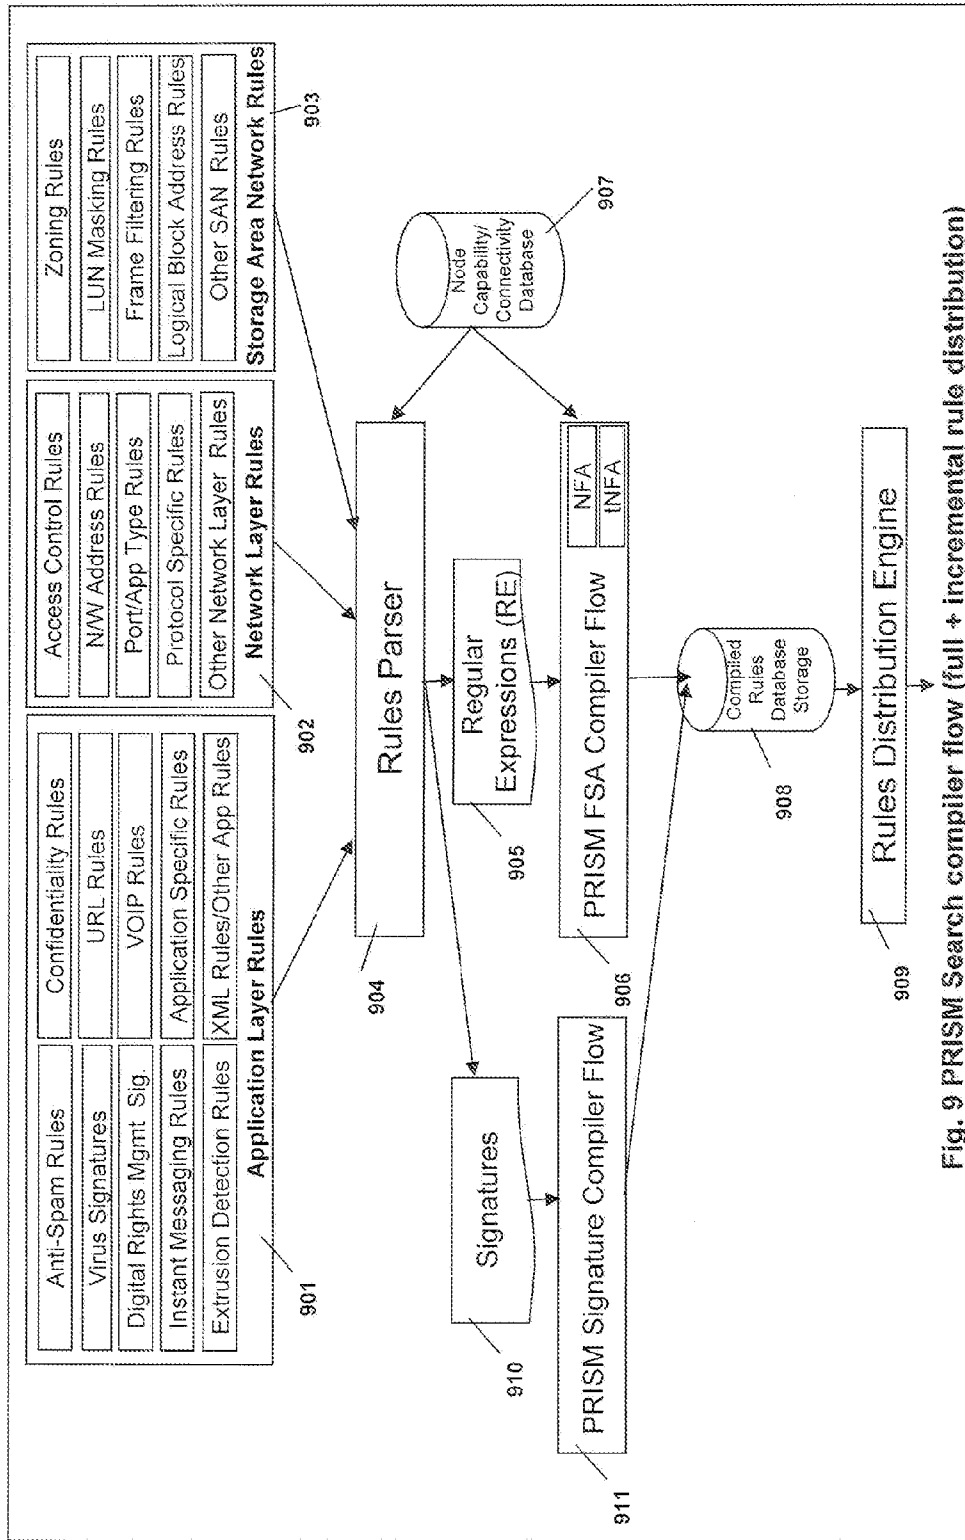 Anti-Spam Rules
Virus Signatures
Digital Rights Mgmt. Sig.
Instant Messaging Rules
Extrusion Detection Rules
Confidentiality Rules
URL Rules
VOIP Rules
Application Specific Rules
XML Rules/Other App Rules
Application Layer Rules
901
Access Control Rules
N/W Address Rules
Port/App Type Rules
Protocol Specific Rules
Other Network Layer Rules
Network Layer Rules
902
Zoning Rules
LUN Masking Rules
Frame Filtering Rules
Logical Block Address Rules
Other SAN Rules
Storage Area Network Rules
903
Rules Parser
904
Node
Capability/
Connectivity
Database
907
Signatures
910
Regular
Expressions (RE)
905
PRISM Signature Compiler Flow
911
PRISM FSA Compiler Flow
NFA
tNFA
906
Compiled
Rules
Database
Storage
908
Rules Distribution Engine
909
Fig. 9 PRISM Search compiler flow (full + incremental rule distribution)